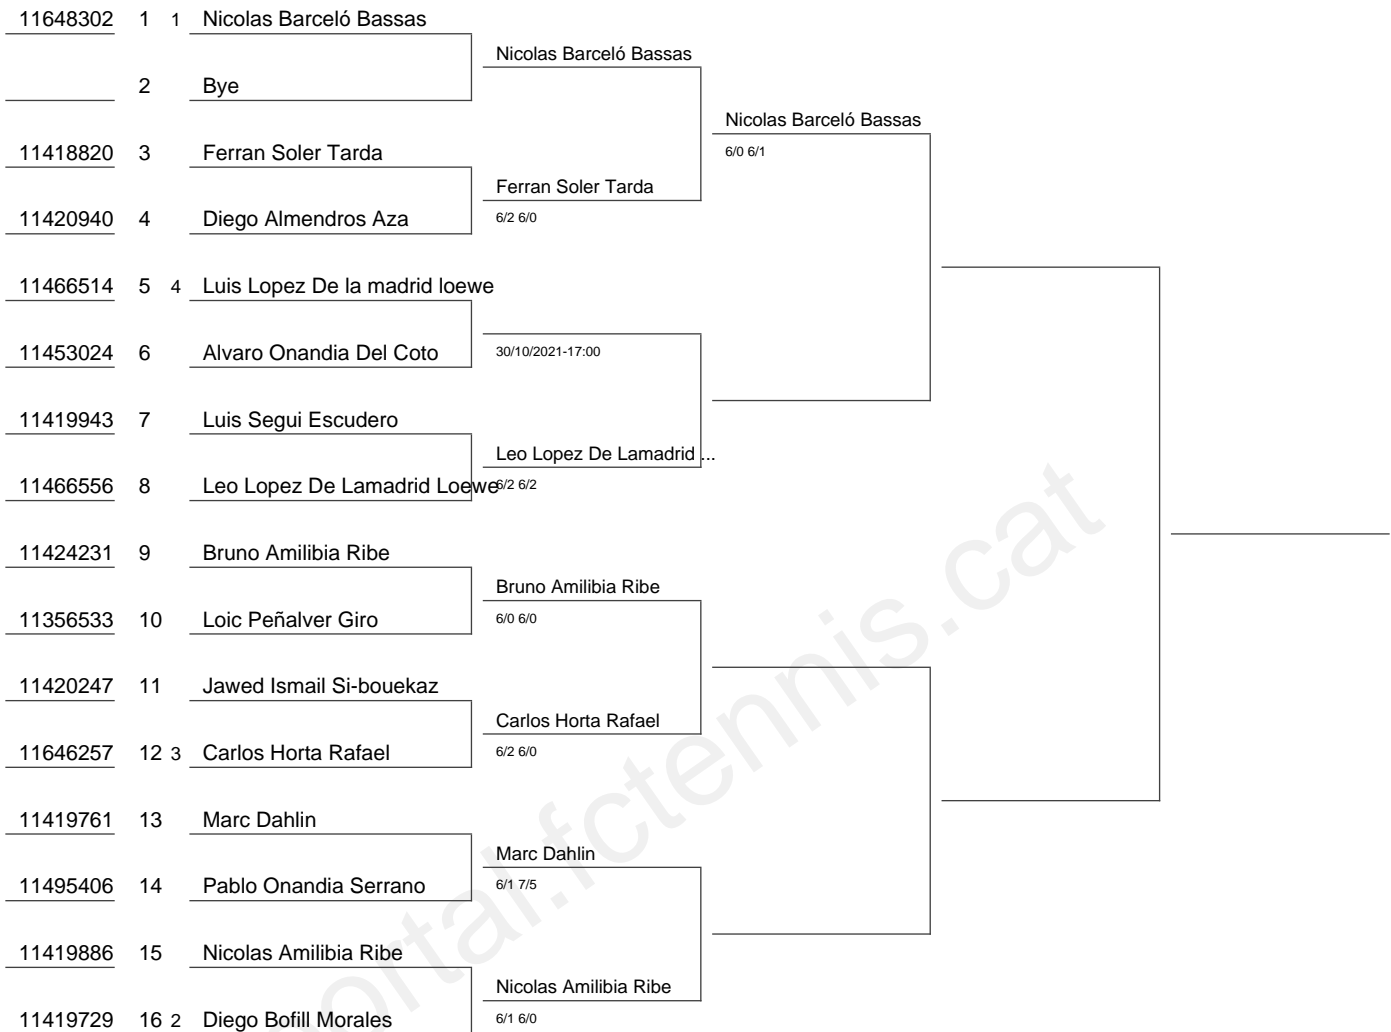 11648302 1 1 Nicolas Barceló Bassas
Nicolas Barceló Bassas
2 Bye
Nicolas Barceló Bassas
6/0 6/1
11418820 3 Ferran Soler Tarda
Ferran Soler Tarda
6/2 6/0
11420940 4 Diego Almendros Aza
11466514 5 4 Luis Lopez De la madrid loewe
30/10/2021-17:00
11453024 6 Alvaro Onandia Del Coto
11419943 7 Luis Segui Escudero
Leo Lopez De Lamadrid ...
6/2 6/2
11466556 8 Leo Lopez De Lamadrid Loewe
11424231 9 Bruno Amilibia Ribe
Bruno Amilibia Ribe
6/0 6/0
11356533 10 Loic Peñalver Giro
11420247 11 Jawed Ismail Si-bouekaz
Carlos Horta Rafael
6/2 6/0
11646257 12 3 Carlos Horta Rafael
11419761 13 Marc Dahlin
Marc Dahlin
6/1 7/5
11495406 14 Pablo Onandia Serrano
11419886 15 Nicolas Amilibia Ribe
Nicolas Amilibia Ribe
6/1 6/0
11419729 16 2 Diego Bofill Morales
portal.fctennis.cat